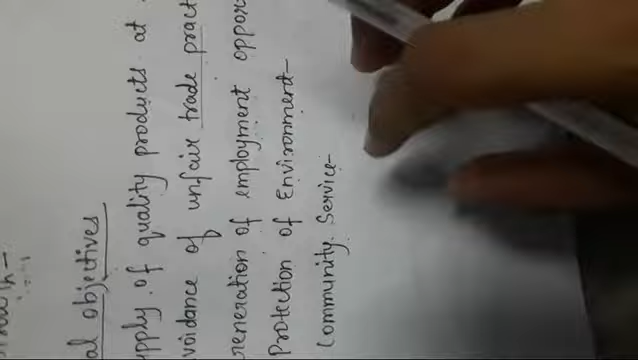 al objectives
pply of quality products at
voidance of unfair trade pract
Generation of employment oppor
Protection of Environment-
Community Service-